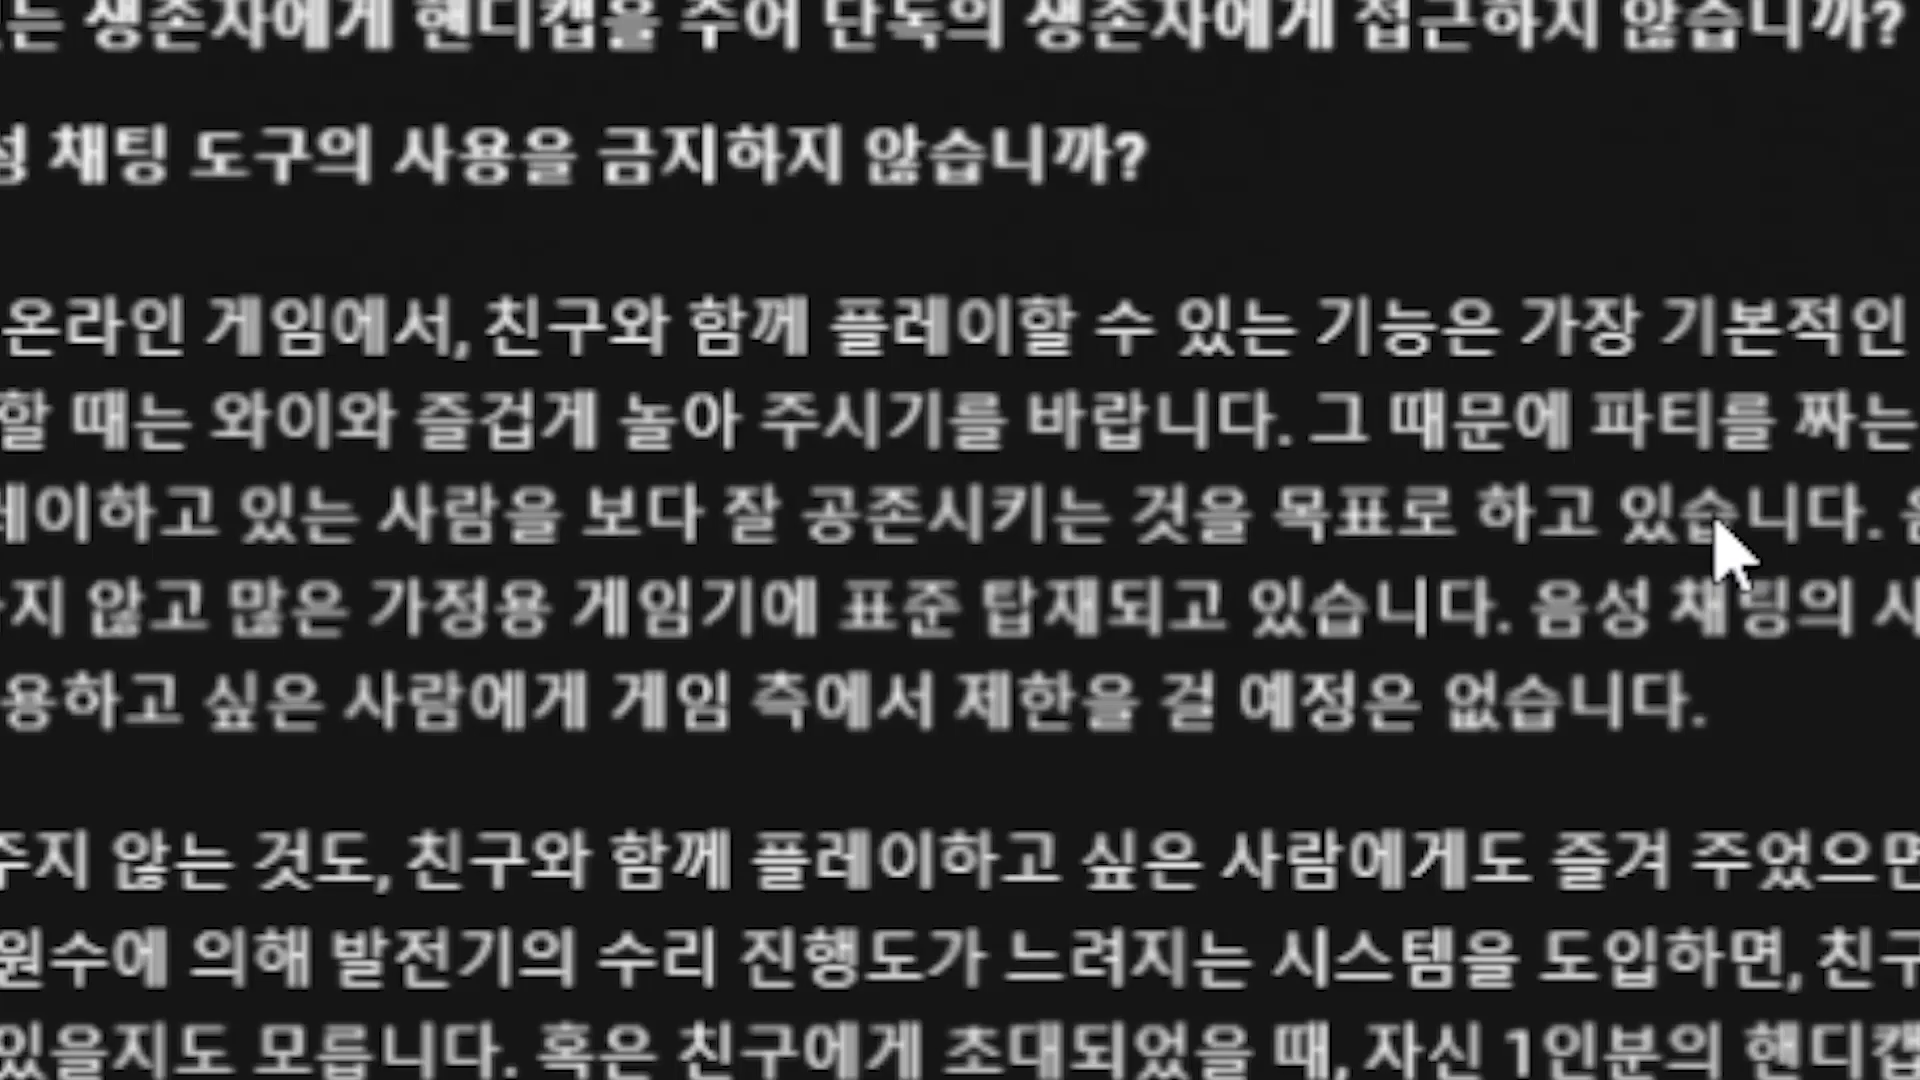 는 생존자에게 핸디캡을 주어 단독의 생존자에게 접근하지 않습니까?
성 채팅 도구의 사용을 금지하지 않습니까?
온라인 게임에서, 친구와 함께 플레이할 수 있는 기능은 가장 기본적인
할 때는 와이와 즐겁게 놀아 주시기를 바랍니다. 그 때문에 파티를 짜는
레이하고 있는 사람을 보다 잘 공존시키는 것을 목표로 하고 있습니다.
지 않고 많은 가정용 게임기에 표준 탑재되고 있습니다. 음성 채팅의 사
용하고 싶은 사람에게 게임 측에서 제한을 걸 예정은 없습니다.
주지 않는 것도, 친구와 함께 플레이하고 싶은 사람에게도 즐겨 주었으면
원수에 의해 발전기의 수리 진행도가 느려지는 시스템을 도입하면, 친구
있을지도 모릅니다. 혹은 친구에게 초대되었을 때, 자신 1인분의 핸디캡